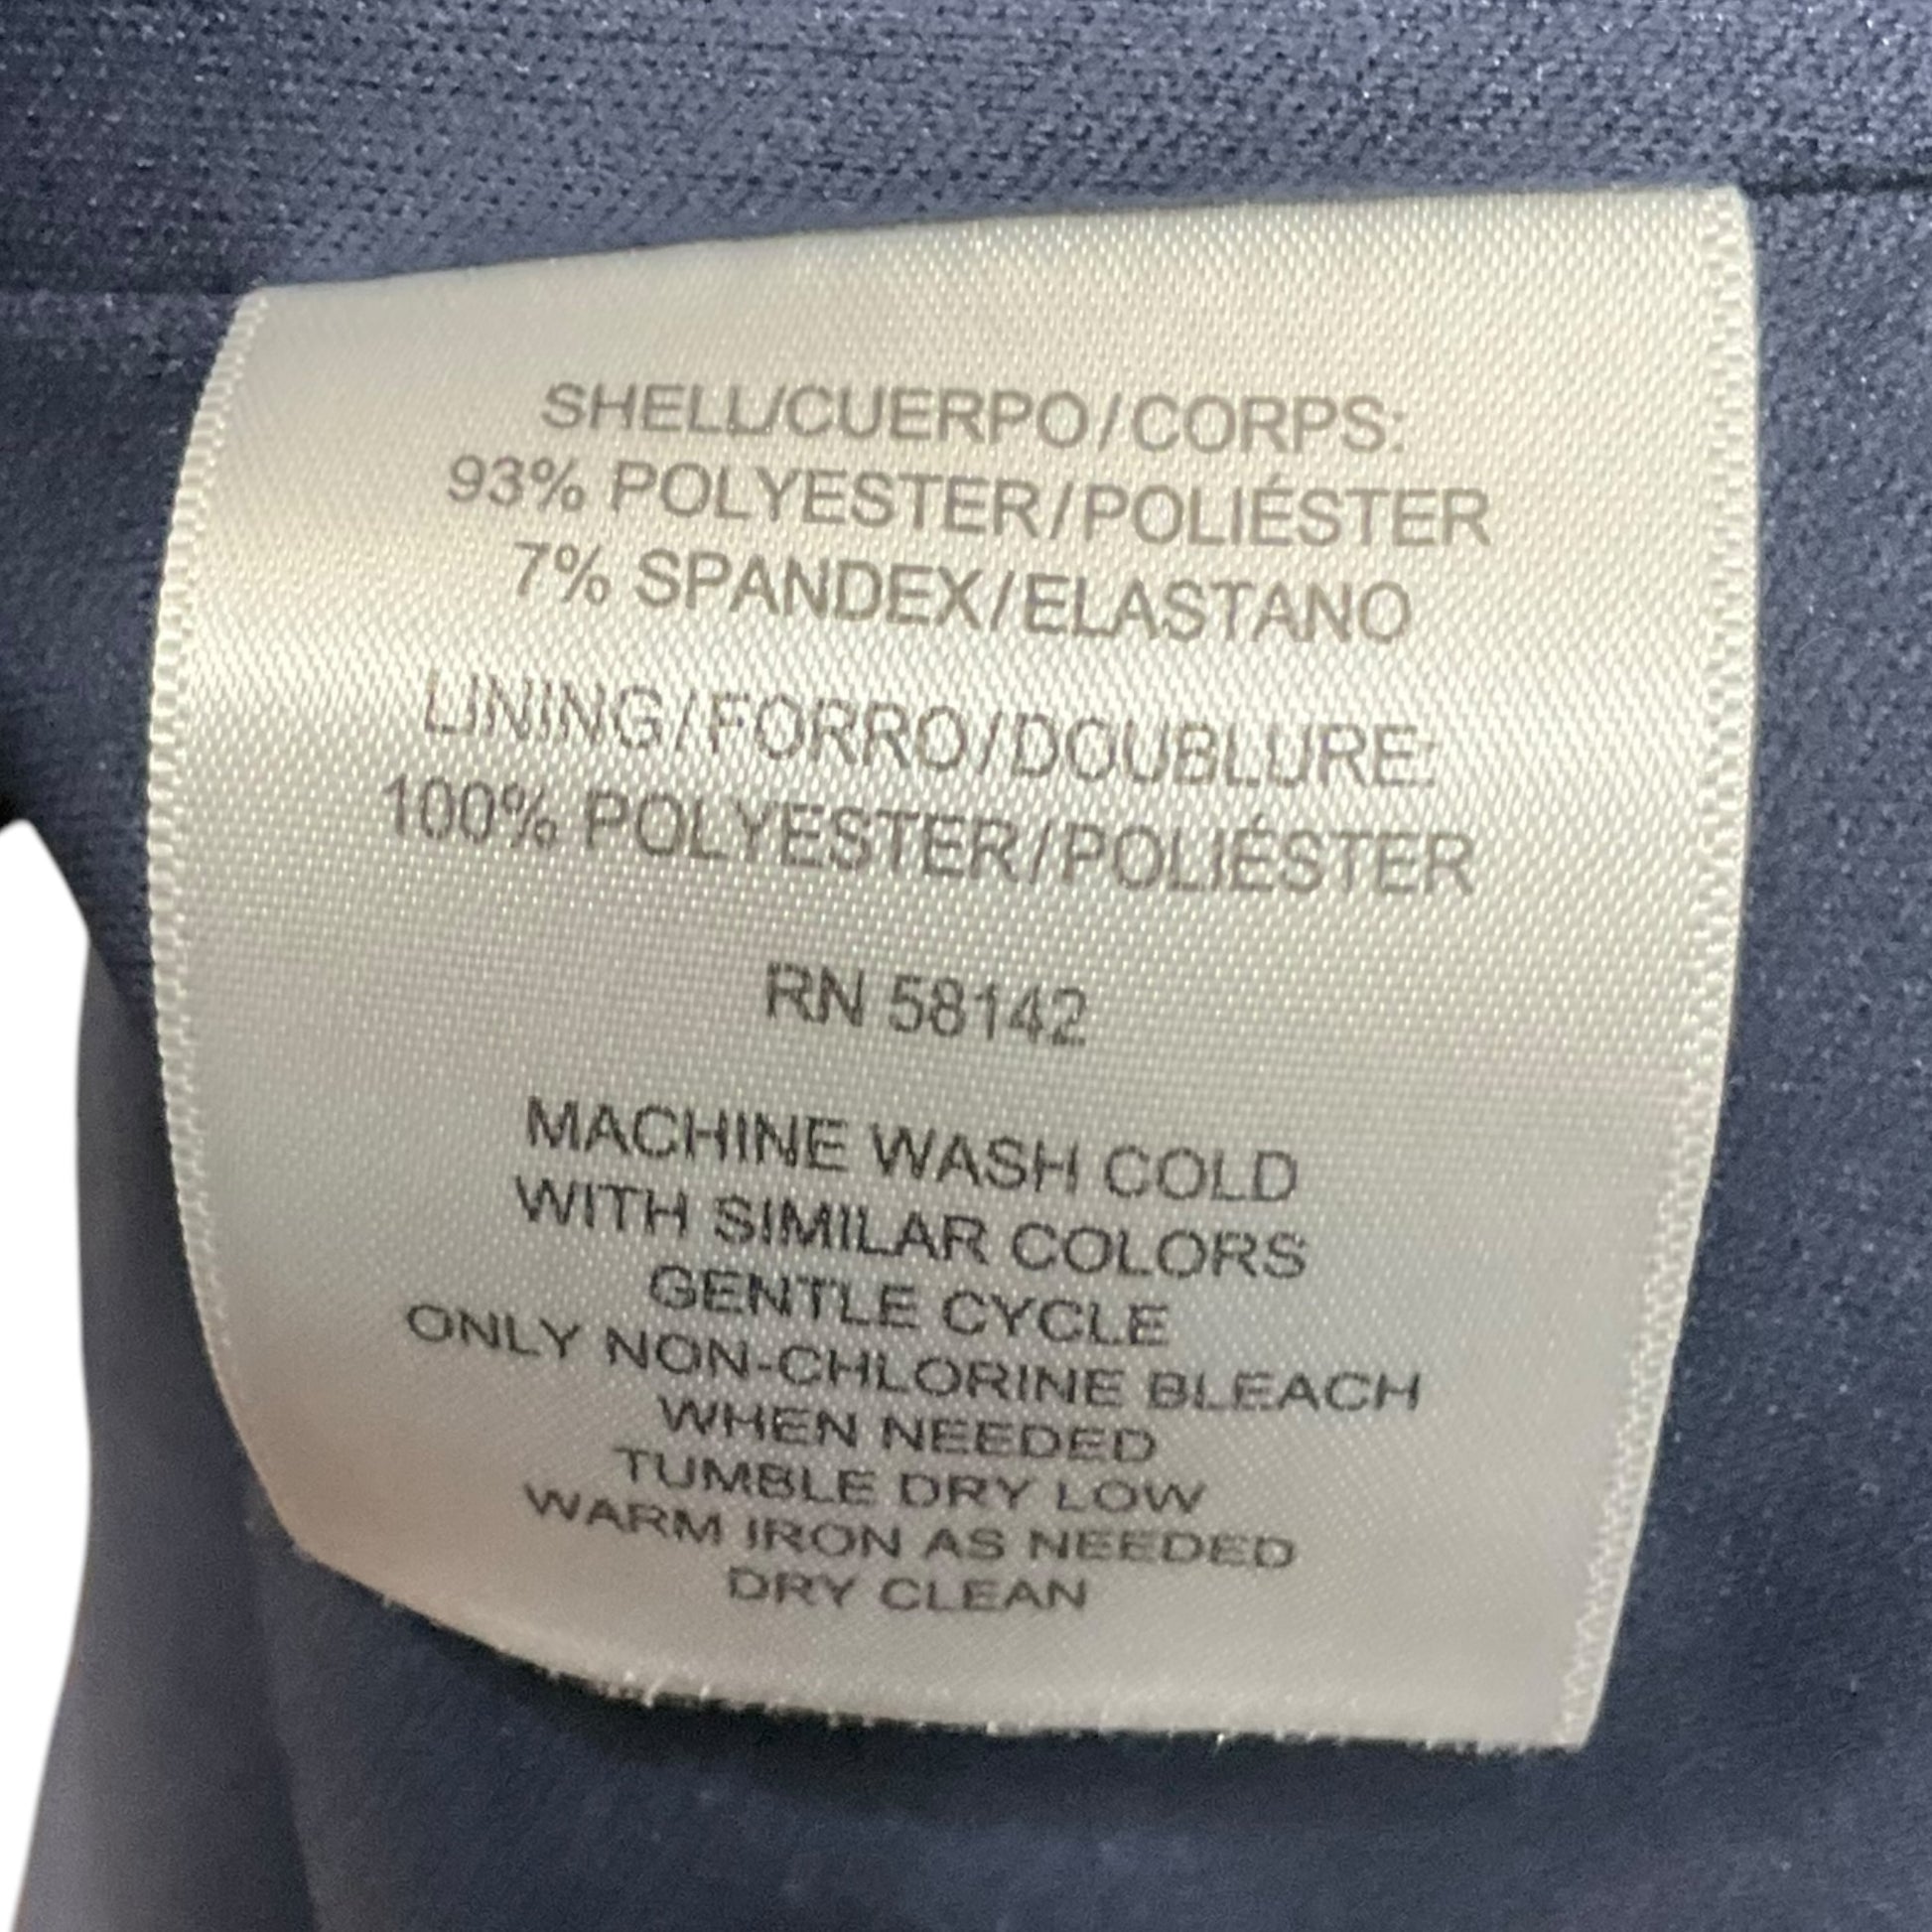 SHELL/CUERPO/CORPS:
93% POLYESTER/POLIÉSTER
7% SPANDEX/ELASTANO
LINING/FORRO/DOUBLURE:
100% POLYESTER/POLIÉSTER
RN 58142
MACHINE WASH COLD
WITH SIMILAR COLORS
GENTLE CYCLE
ONLY NON-CHLORINE BLEACH
WHEN NEEDED
TUMBLE DRY LOW
WARM IRON AS NEEDED
DRY CLEAN